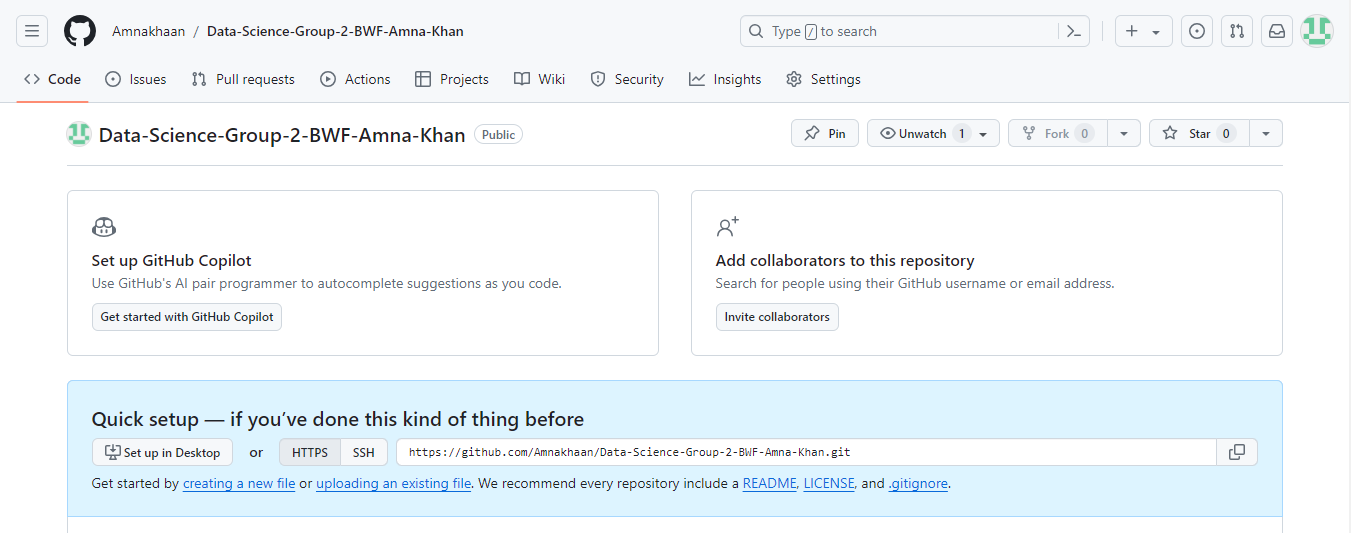 Amnakhaan / Data-Science-Group-2-BWF-Amna-Khan
Type / to search
Code Issues Pull requests Actions Projects Wiki Security Insights Settings
Data-Science-Group-2-BWF-Amna-Khan Public
Pin Unwatch 1 Fork 0 Star 0
Set up GitHub Copilot
Use GitHub's AI pair programmer to autocomplete suggestions as you code.
Get started with GitHub Copilot
Add collaborators to this repository
Search for people using their GitHub username or email address.
Invite collaborators
Quick setup — if you’ve done this kind of thing before
Set up in Desktop or HTTPS SSH https://github.com/Amnakhaan/Data-Science-Group-2-BWF-Amna-Khan.git
Get started by creating a new file or uploading an existing file. We recommend every repository include a README, LICENSE, and .gitignore.